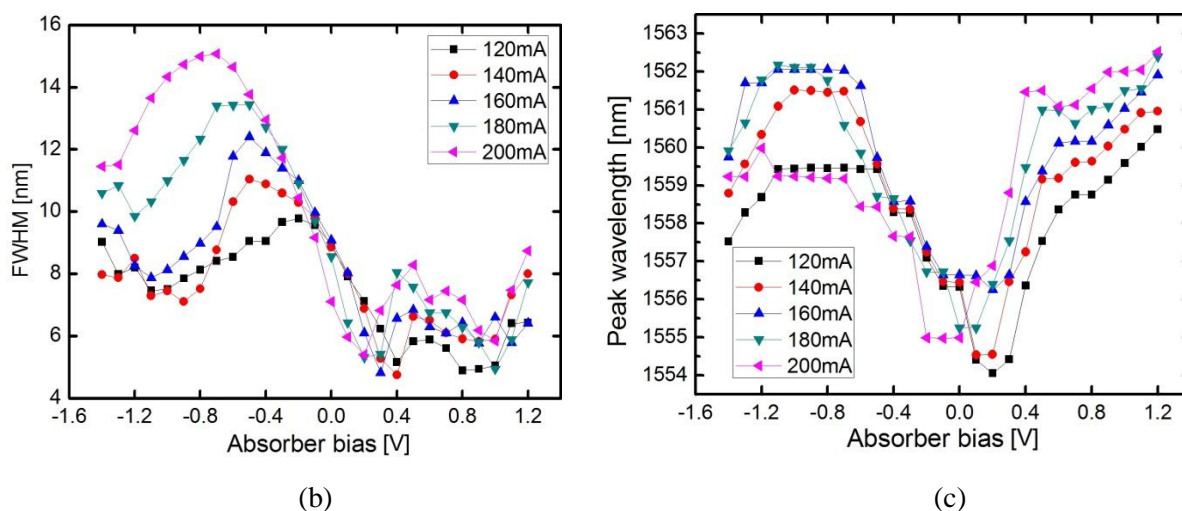 16
14
12
10
8
6
4
FWHM [nm]
120mA
140mA
160mA
180mA
200mA
-1.6 -1.2 -0.8 -0.4 0.0 0.4 0.8 1.2
Absorber bias [V]
(b)
1563
1562
1561
1560
1559
1558
1557
1556
1555
1554
1553
Peak wavelength [nm]
120mA
140mA
160mA
180mA
200mA
-1.6 -1.2 -0.8 -0.4 0.0 0.4 0.8 1.2
Absorber bias [V]
(c)